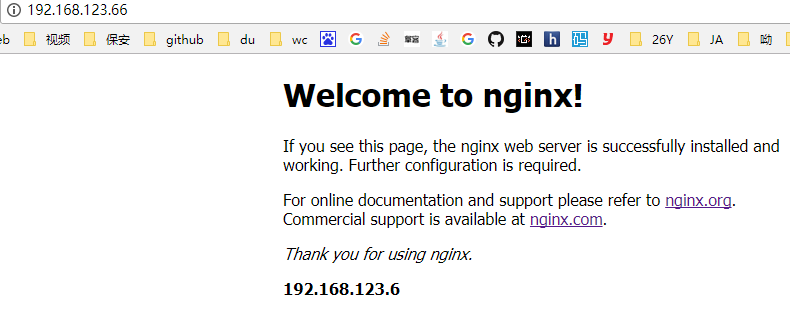 192.168.123.66
eb 视频 保安 github du wc 26Y JA 呦
Welcome to nginx!
If you see this page, the nginx web server is successfully installed and
working. Further configuration is required.
For online documentation and support please refer to nginx.org.
Commercial support is available at nginx.com.
Thank you for using nginx.
192.168.123.6